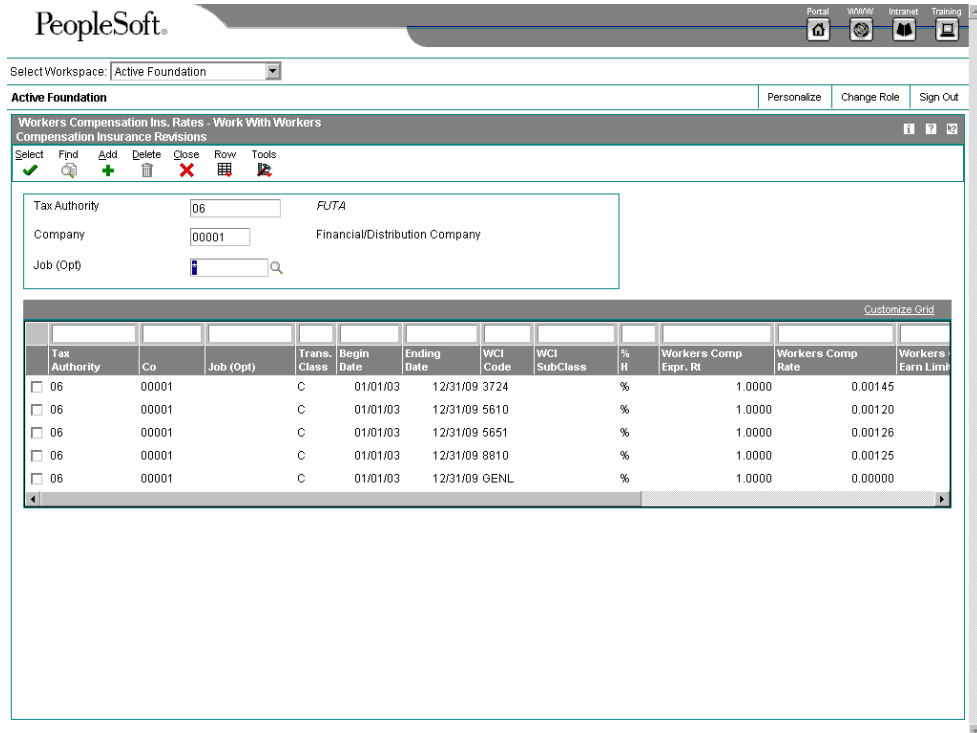 Portal WWW Intranet Training
PeopleSoft®
Select Workspace: Active Foundation
Active Foundation Personalize Change Role Sign Out
Workers Compensation Ins. Rates - Work With Workers
Compensation Insurance Revisions
Select Find Add Delete Close Row Tools
Tax Authority 06 FUTA
Company 00001 Financial/Distribution Company
Job (Opt) *
Customize Grid
Tax Authority Co Job (Opt) Trans. Class Begin Date Ending Date WCI Code WCI SubClass % H Workers Comp Expr. Rt Workers Comp Rate Workers Earn Limi
06 00001 C 01/01/03 12/31/09 3724 % 1.0000 0.00145
06 00001 C 01/01/03 12/31/09 5610 % 1.0000 0.00120
06 00001 C 01/01/03 12/31/09 5651 % 1.0000 0.00126
06 00001 C 01/01/03 12/31/09 8810 % 1.0000 0.00125
06 00001 C 01/01/03 12/31/09 GENL % 1.0000 0.00000